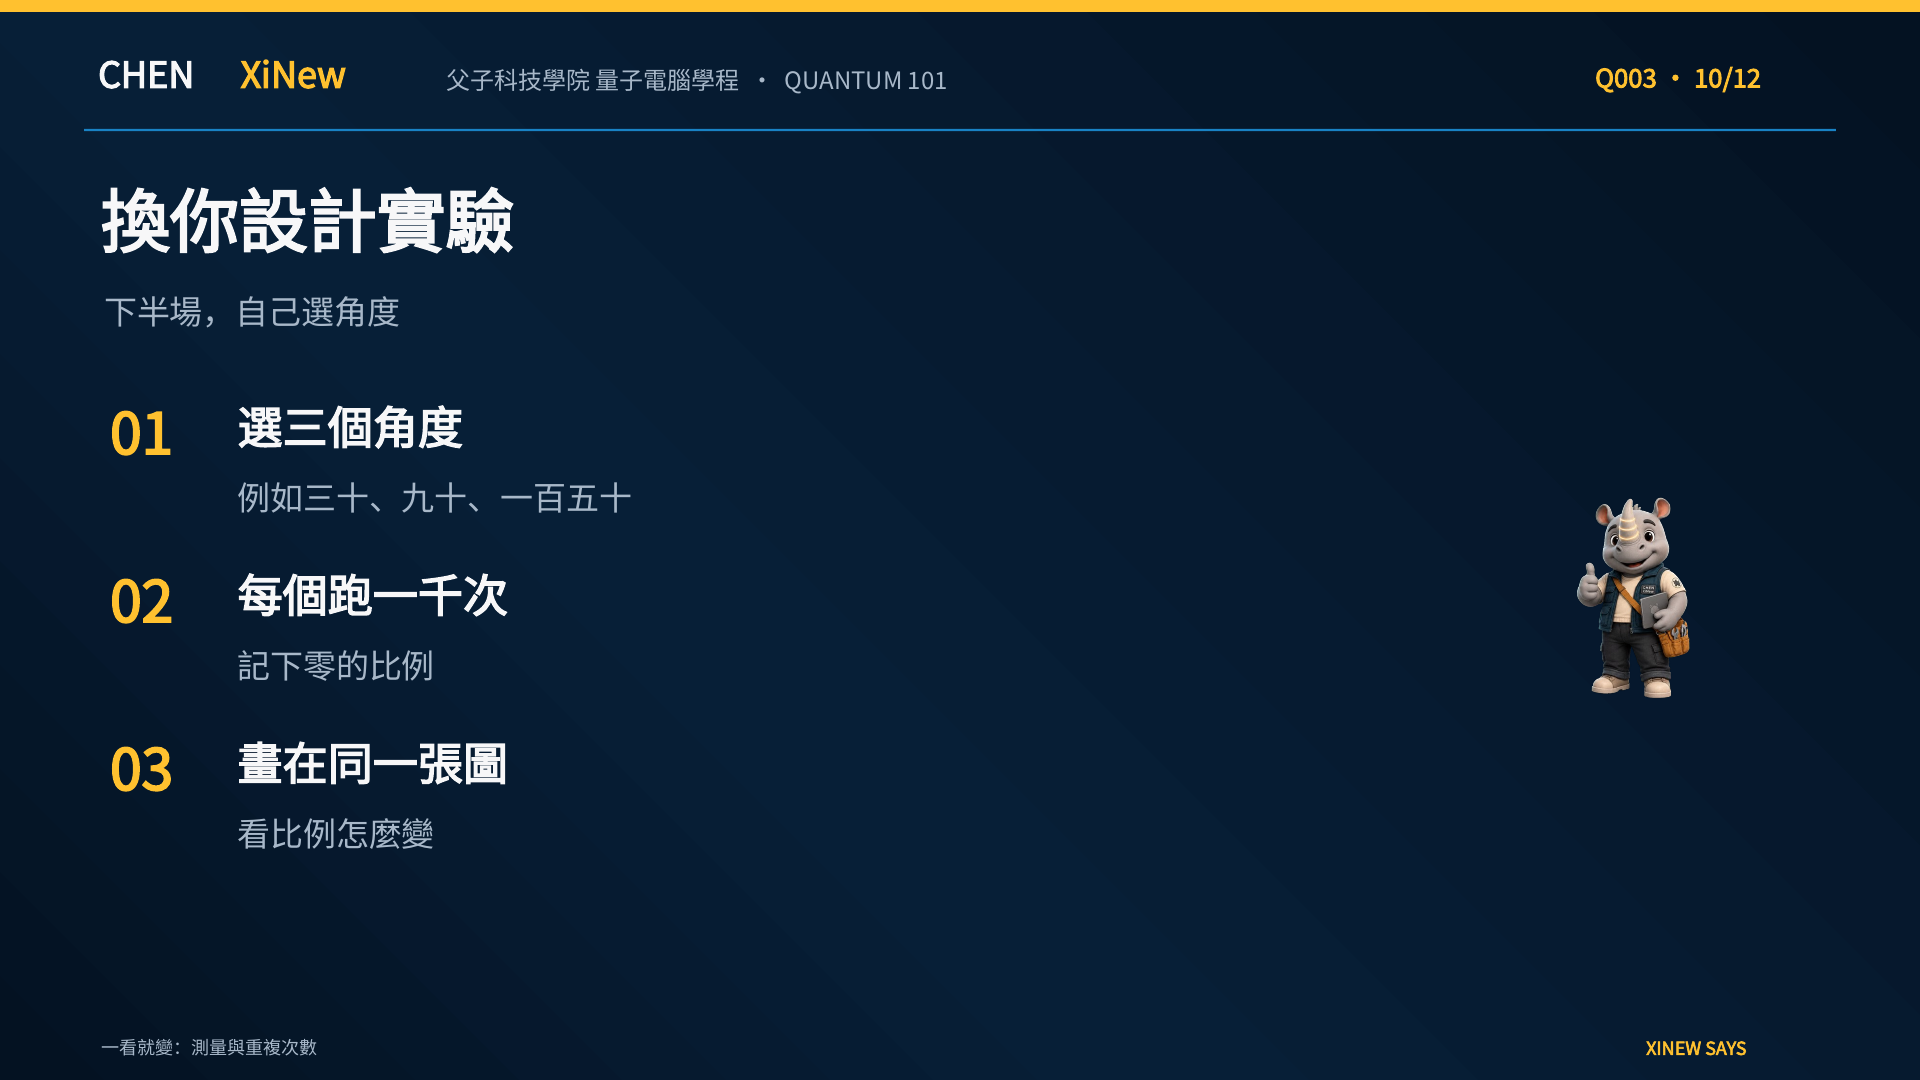 CHEN XiNew 父子科技學院 量子電腦學程 · QUANTUM 101 Q003 · 10/12
換你設計實驗
下半場，自己選角度
01 選三個角度
例如三十、九十、一百五十
02 每個跑一千次
記下零的比例
03 畫在同一張圖
看比例怎麼變
一看就變：測量與重複次數 XINEW SAYS